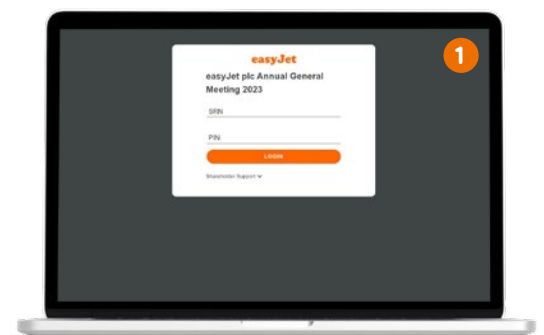 easyJet
1
easyJet plc Annual General
Meeting 2023
SRN
PIN
LOGIN
Shareholder Support